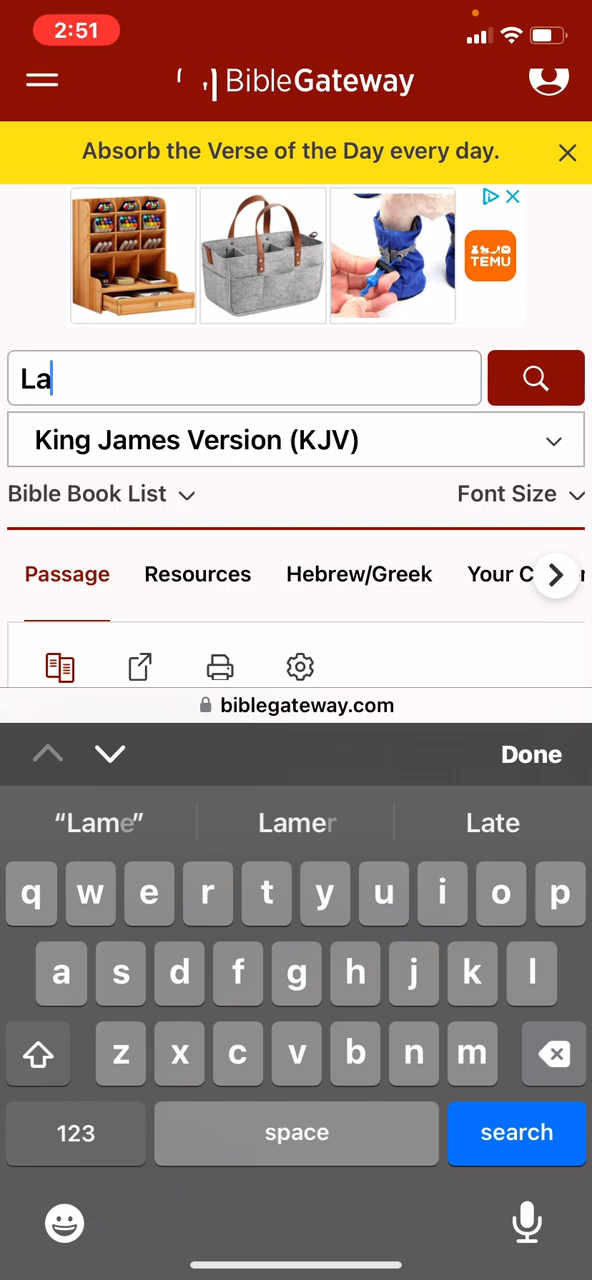 2:51
BibleGateway
Absorb the Verse of the Day every day.
TEMU
La
King James Version (KJV)
Bible Book List
Font Size
Passage Resources Hebrew/Greek Your C
biblegateway.com
Done
“Lame” Lamer Late
q w e r t y u i o p
a s d f g h j k l
z x c v b n m
123 space search